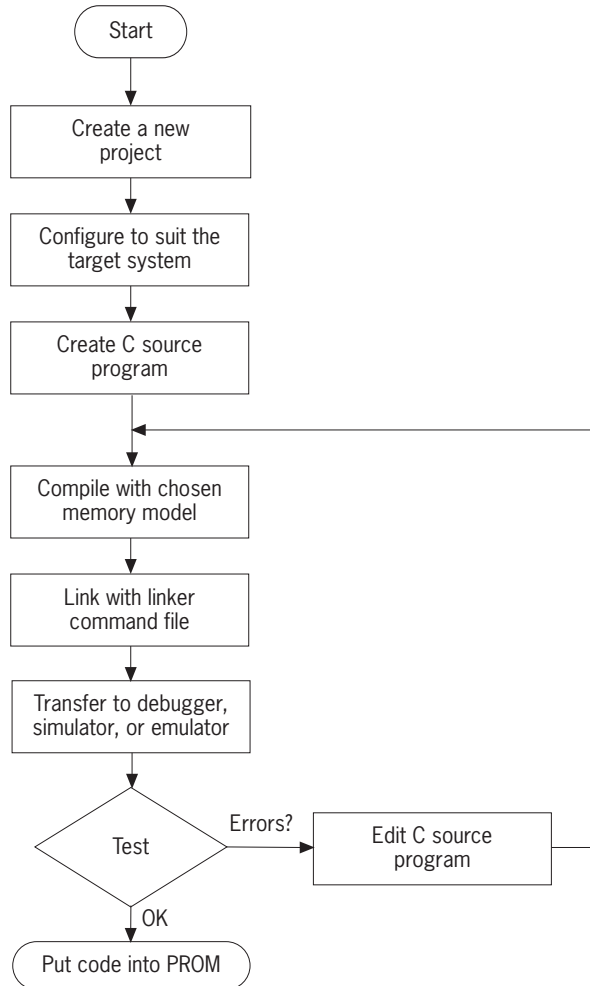 Start
Create a new
project
Configure to suit the
target system
Create C source
program
Compile with chosen
memory model
Link with linker
command file
Transfer to debugger,
simulator, or emulator
Test
Errors?
Edit C source
program
OK
Put code into PROM